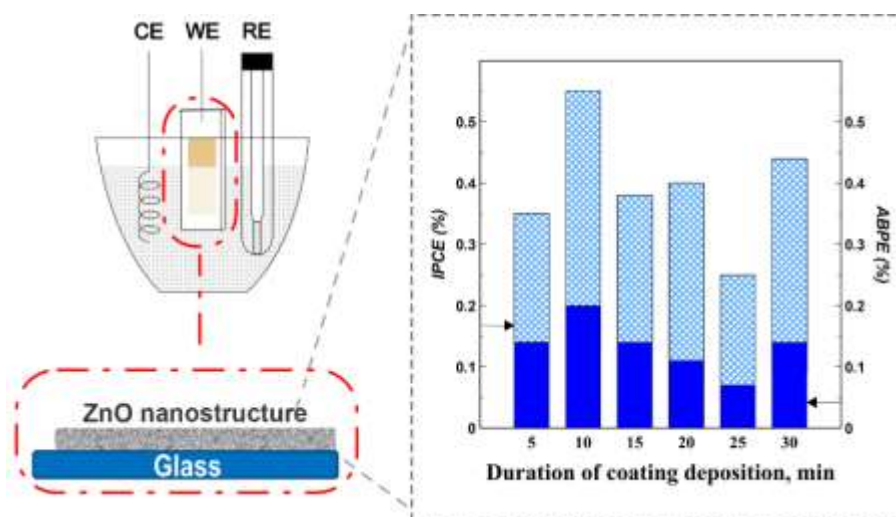 CE WE RE
ZnO nanostructure
Glass
IPCE (%)
0.5
0.4
0.3
0.2
0.1
0
ABPE (%)
0.5
0.4
0.3
0.2
0.1
0
5 10 15 20 25 30
Duration of coating deposition, min